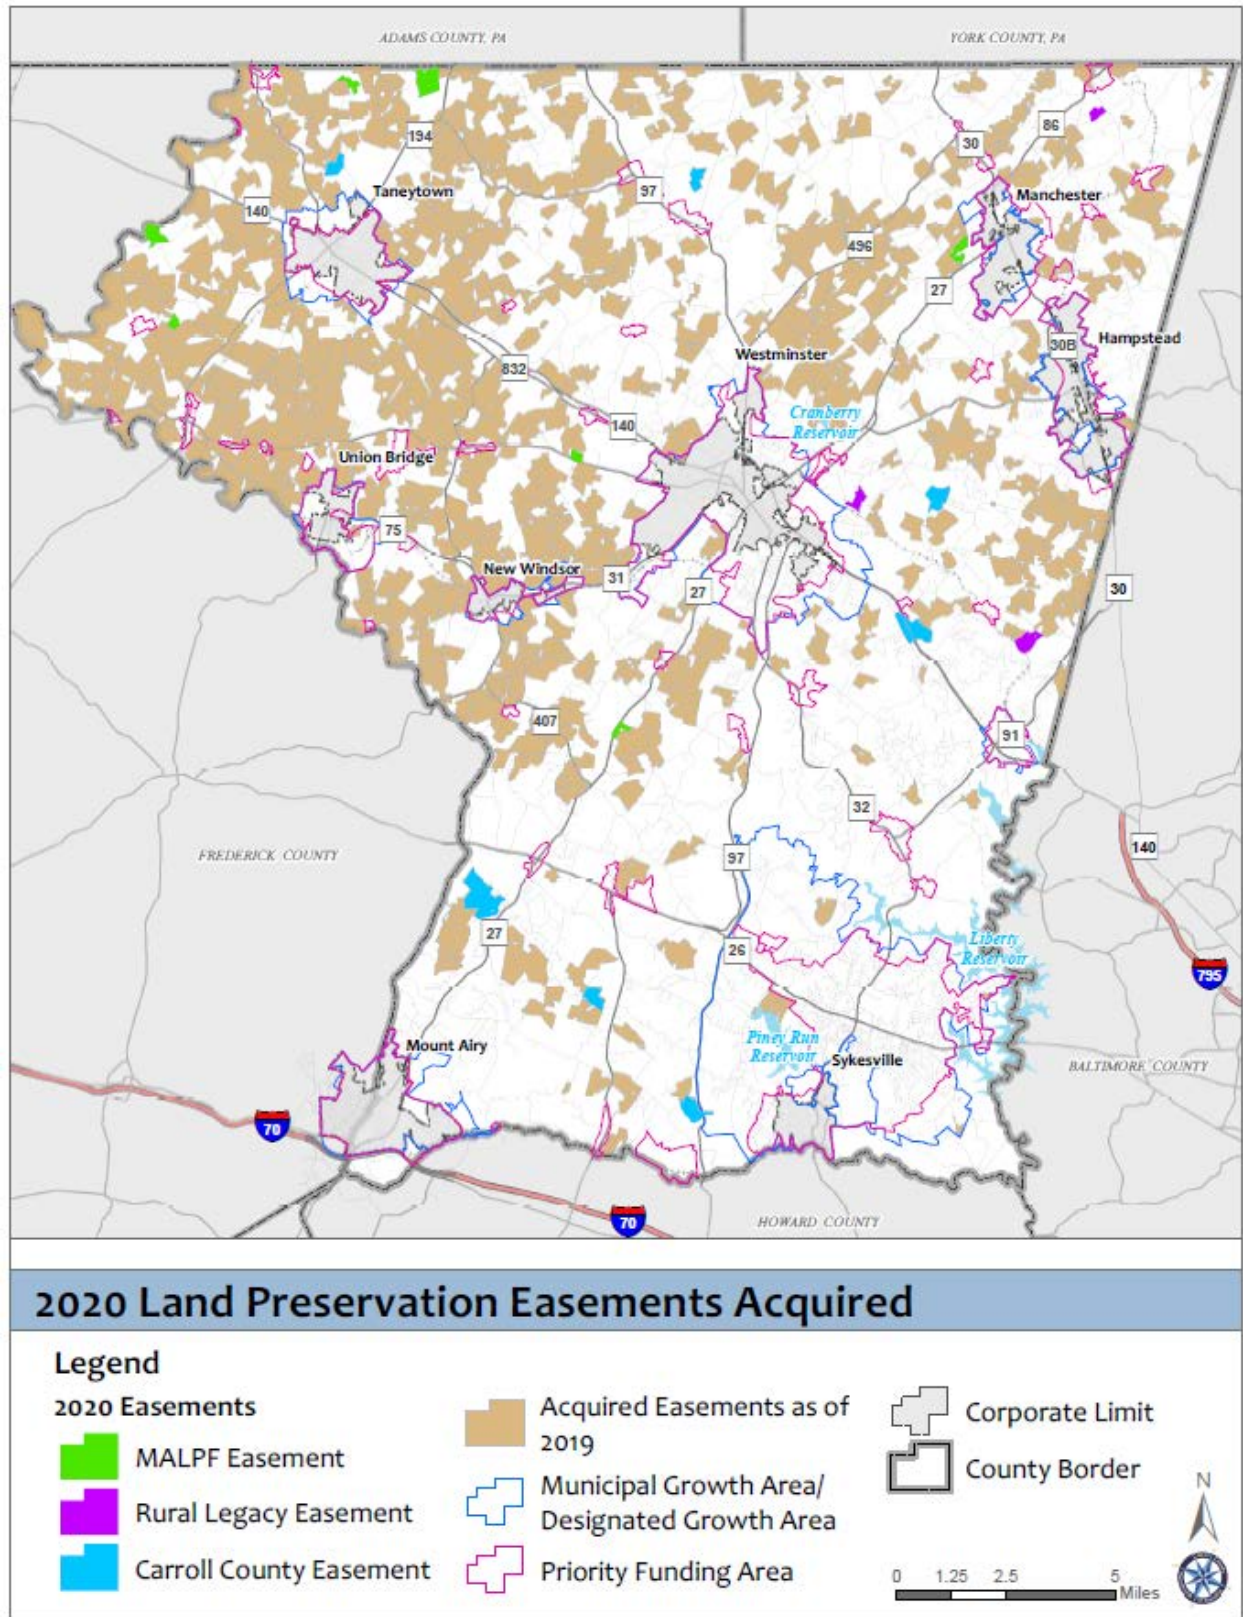 ADAMS COUNTY, PA
YORK COUNTY, PA
86
194
30
97
Taneytown
Manchester
140
496
27
Hampstead
30B
Westminster
832
Cranberry
Reservoir
140
Union Bridge
75
New Windsor
31
27
30
407
91
32
140
FREDERICK COUNTY
97
27
26
Liberty
Reservoir
795
Mount Airy
Piney Run
Reservoir
Sykesville
BALTIMORE COUNTY
70
70
HOWARD COUNTY
2020 Land Preservation Easements Acquired
Legend
2020 Easements
MALPF Easement
Rural Legacy Easement
Carroll County Easement
Acquired Easements as of
2019
Municipal Growth Area/
Designated Growth Area
Priority Funding Area
Corporate Limit
County Border
N
0 1.25 2.5 5
Miles